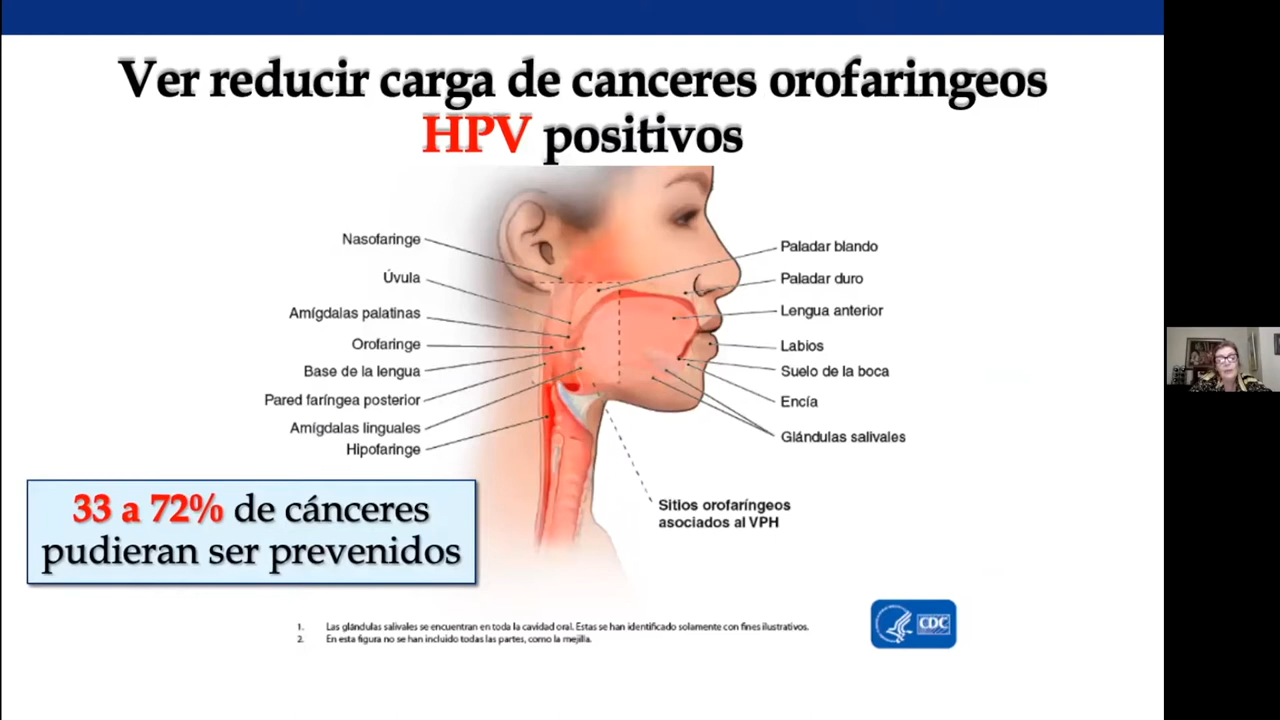 Ver reducir carga de canceres orofaringeos
HPV positivos
Nasofaringe
Úvula
Amígdalas palatinas
Orofaringe
Base de la lengua
Pared faríngea posterior
Amígdalas linguales
Hipofaringe
Paladar blando
Paladar duro
Lengua anterior
Labios
Suelo de la boca
Encía
Glándulas salivales
Sitios orofaríngeos
asociados al VPH
33 a 72% de cánceres
pudieran ser prevenidos
1. Las glándulas salivales se encuentran en toda la cavidad oral. Estas se han identificado solamente con fines ilustrativos.
2. En esta figura no se han incluido todas las partes, como la mejilla.
CDC